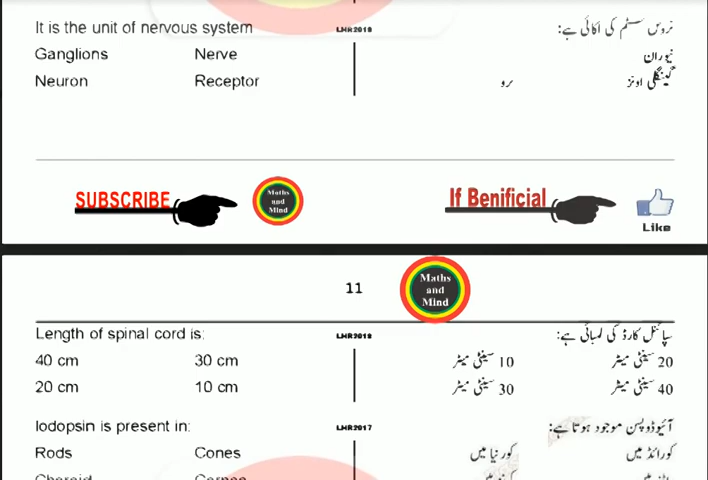 It is the unit of nervous system LHR2018 نروس سسٹم کی اکائی ہے:
Ganglions Nerve نیوران
Neuron Receptor گینگلی اونز نرو
SUBSCRIBE Maths and Mind If Benificial Like
11 Maths and Mind
Length of spinal cord is: LHR2018 سپائنل کارڈ کی لمبائی ہے:
40 cm 30 cm 20 سینٹی میٹر 10 سینٹی میٹر
20 cm 10 cm 40 سینٹی میٹر 30 سینٹی میٹر
Iodopsin is present in: LHR2017 آئیوڈوپسن موجود ہوتا ہے:
Rods Cones کورائڈ میں کورنیا میں
Choroid Cornea